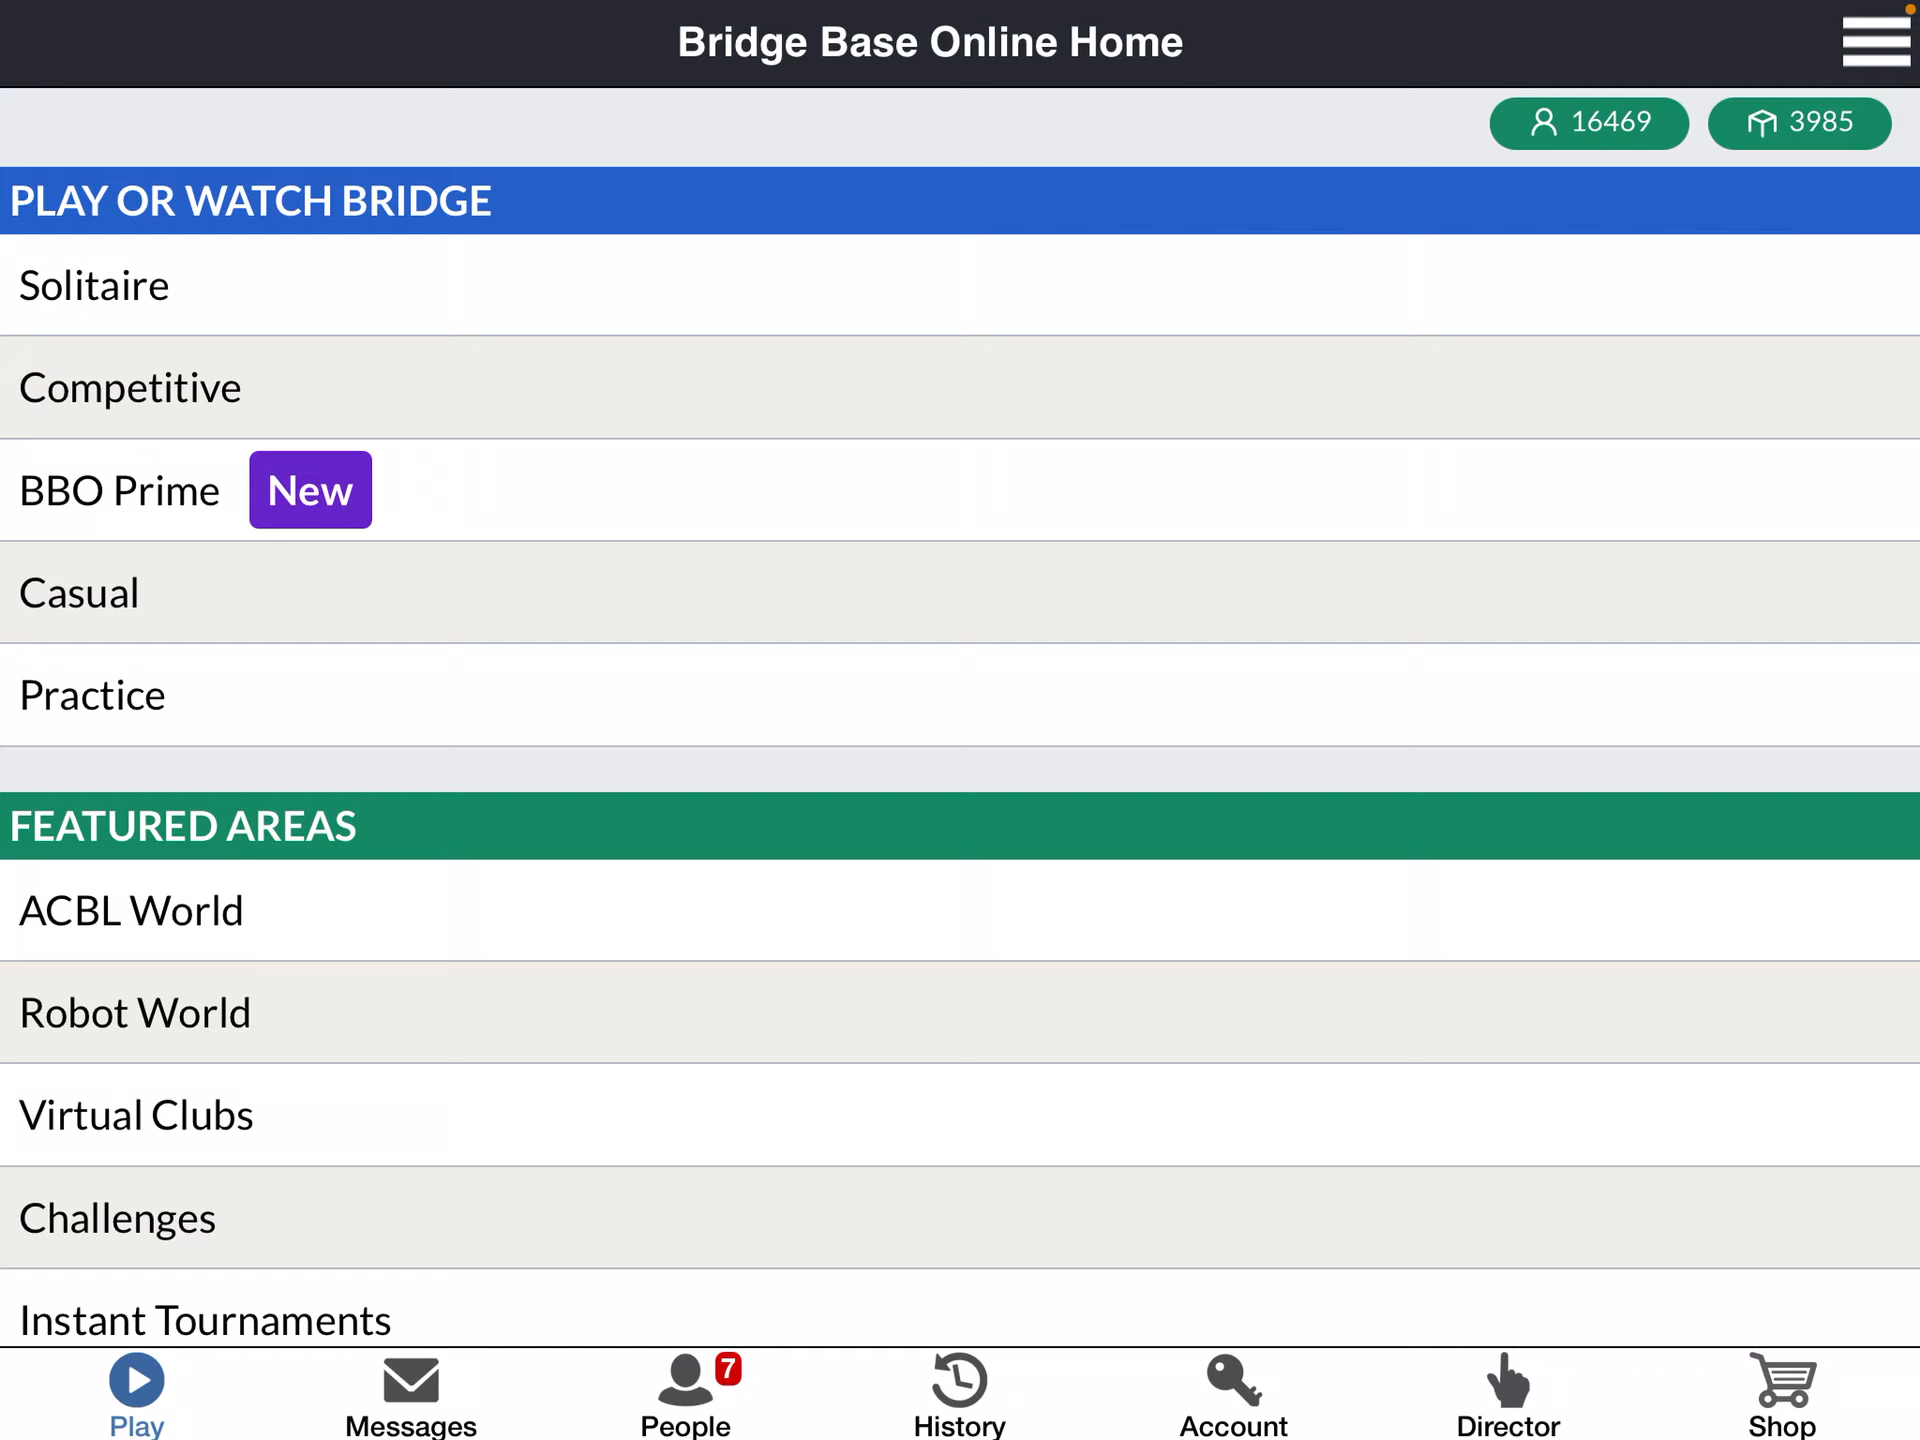 Bridge Base Online Home
16469 3985
PLAY OR WATCH BRIDGE
Solitaire
Competitive
BBO Prime New
Casual
Practice
FEATURED AREAS
ACBL World
Robot World
Virtual Clubs
Challenges
Instant Tournaments
7
Play Messages People History Account Director Shop